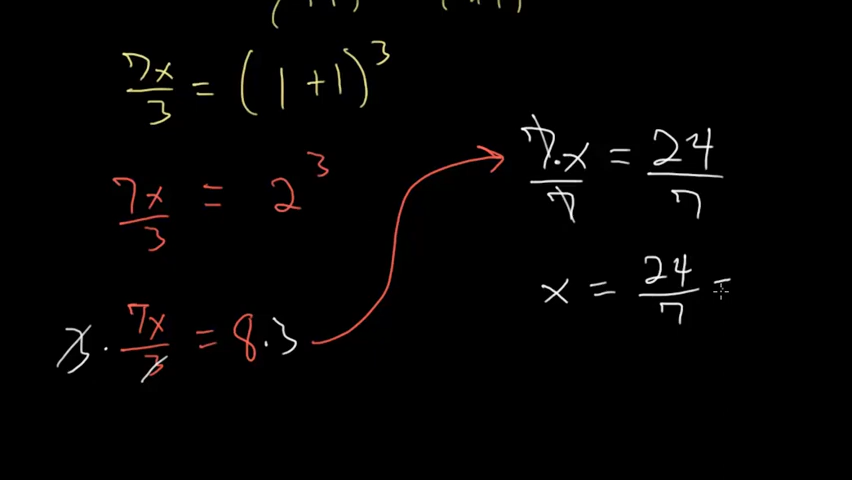 7x/3 = (1+1)^3
7x/3 = 2^3
3 · 7x/3 = 8 · 3
7·x/7 = 24/7
x = 24/7 =